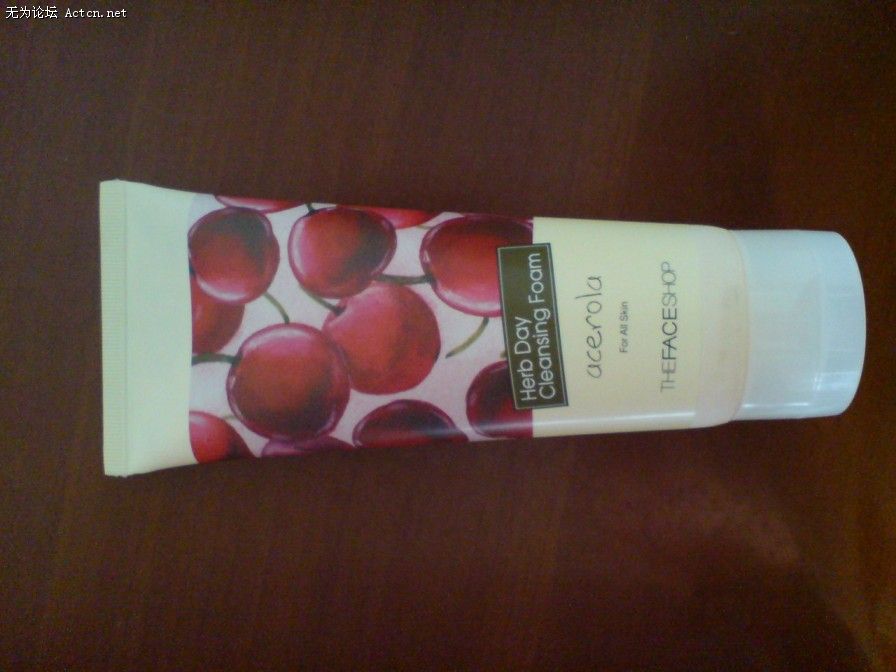 无为论坛 Actcn.net
Herb Day
Cleansing Foam
acerola
For All Skin
THEFACESHOP